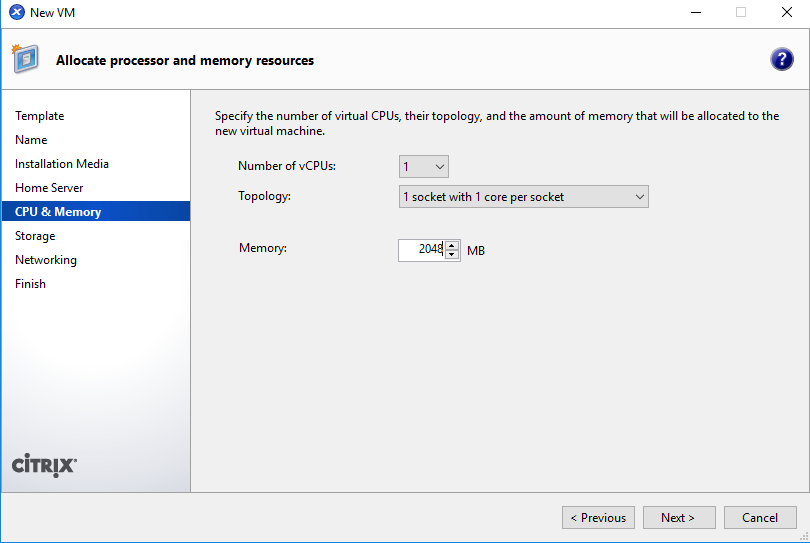 New VM
Allocate processor and memory resources
?
Template
Name
Installation Media
Home Server
CPU & Memory
Storage
Networking
Finish
Specify the number of virtual CPUs, their topology, and the amount of memory that will be allocated to the
new virtual machine.
Number of vCPUs: 1
Topology: 1 socket with 1 core per socket
Memory: 2048 MB
CITRIX
< Previous Next > Cancel